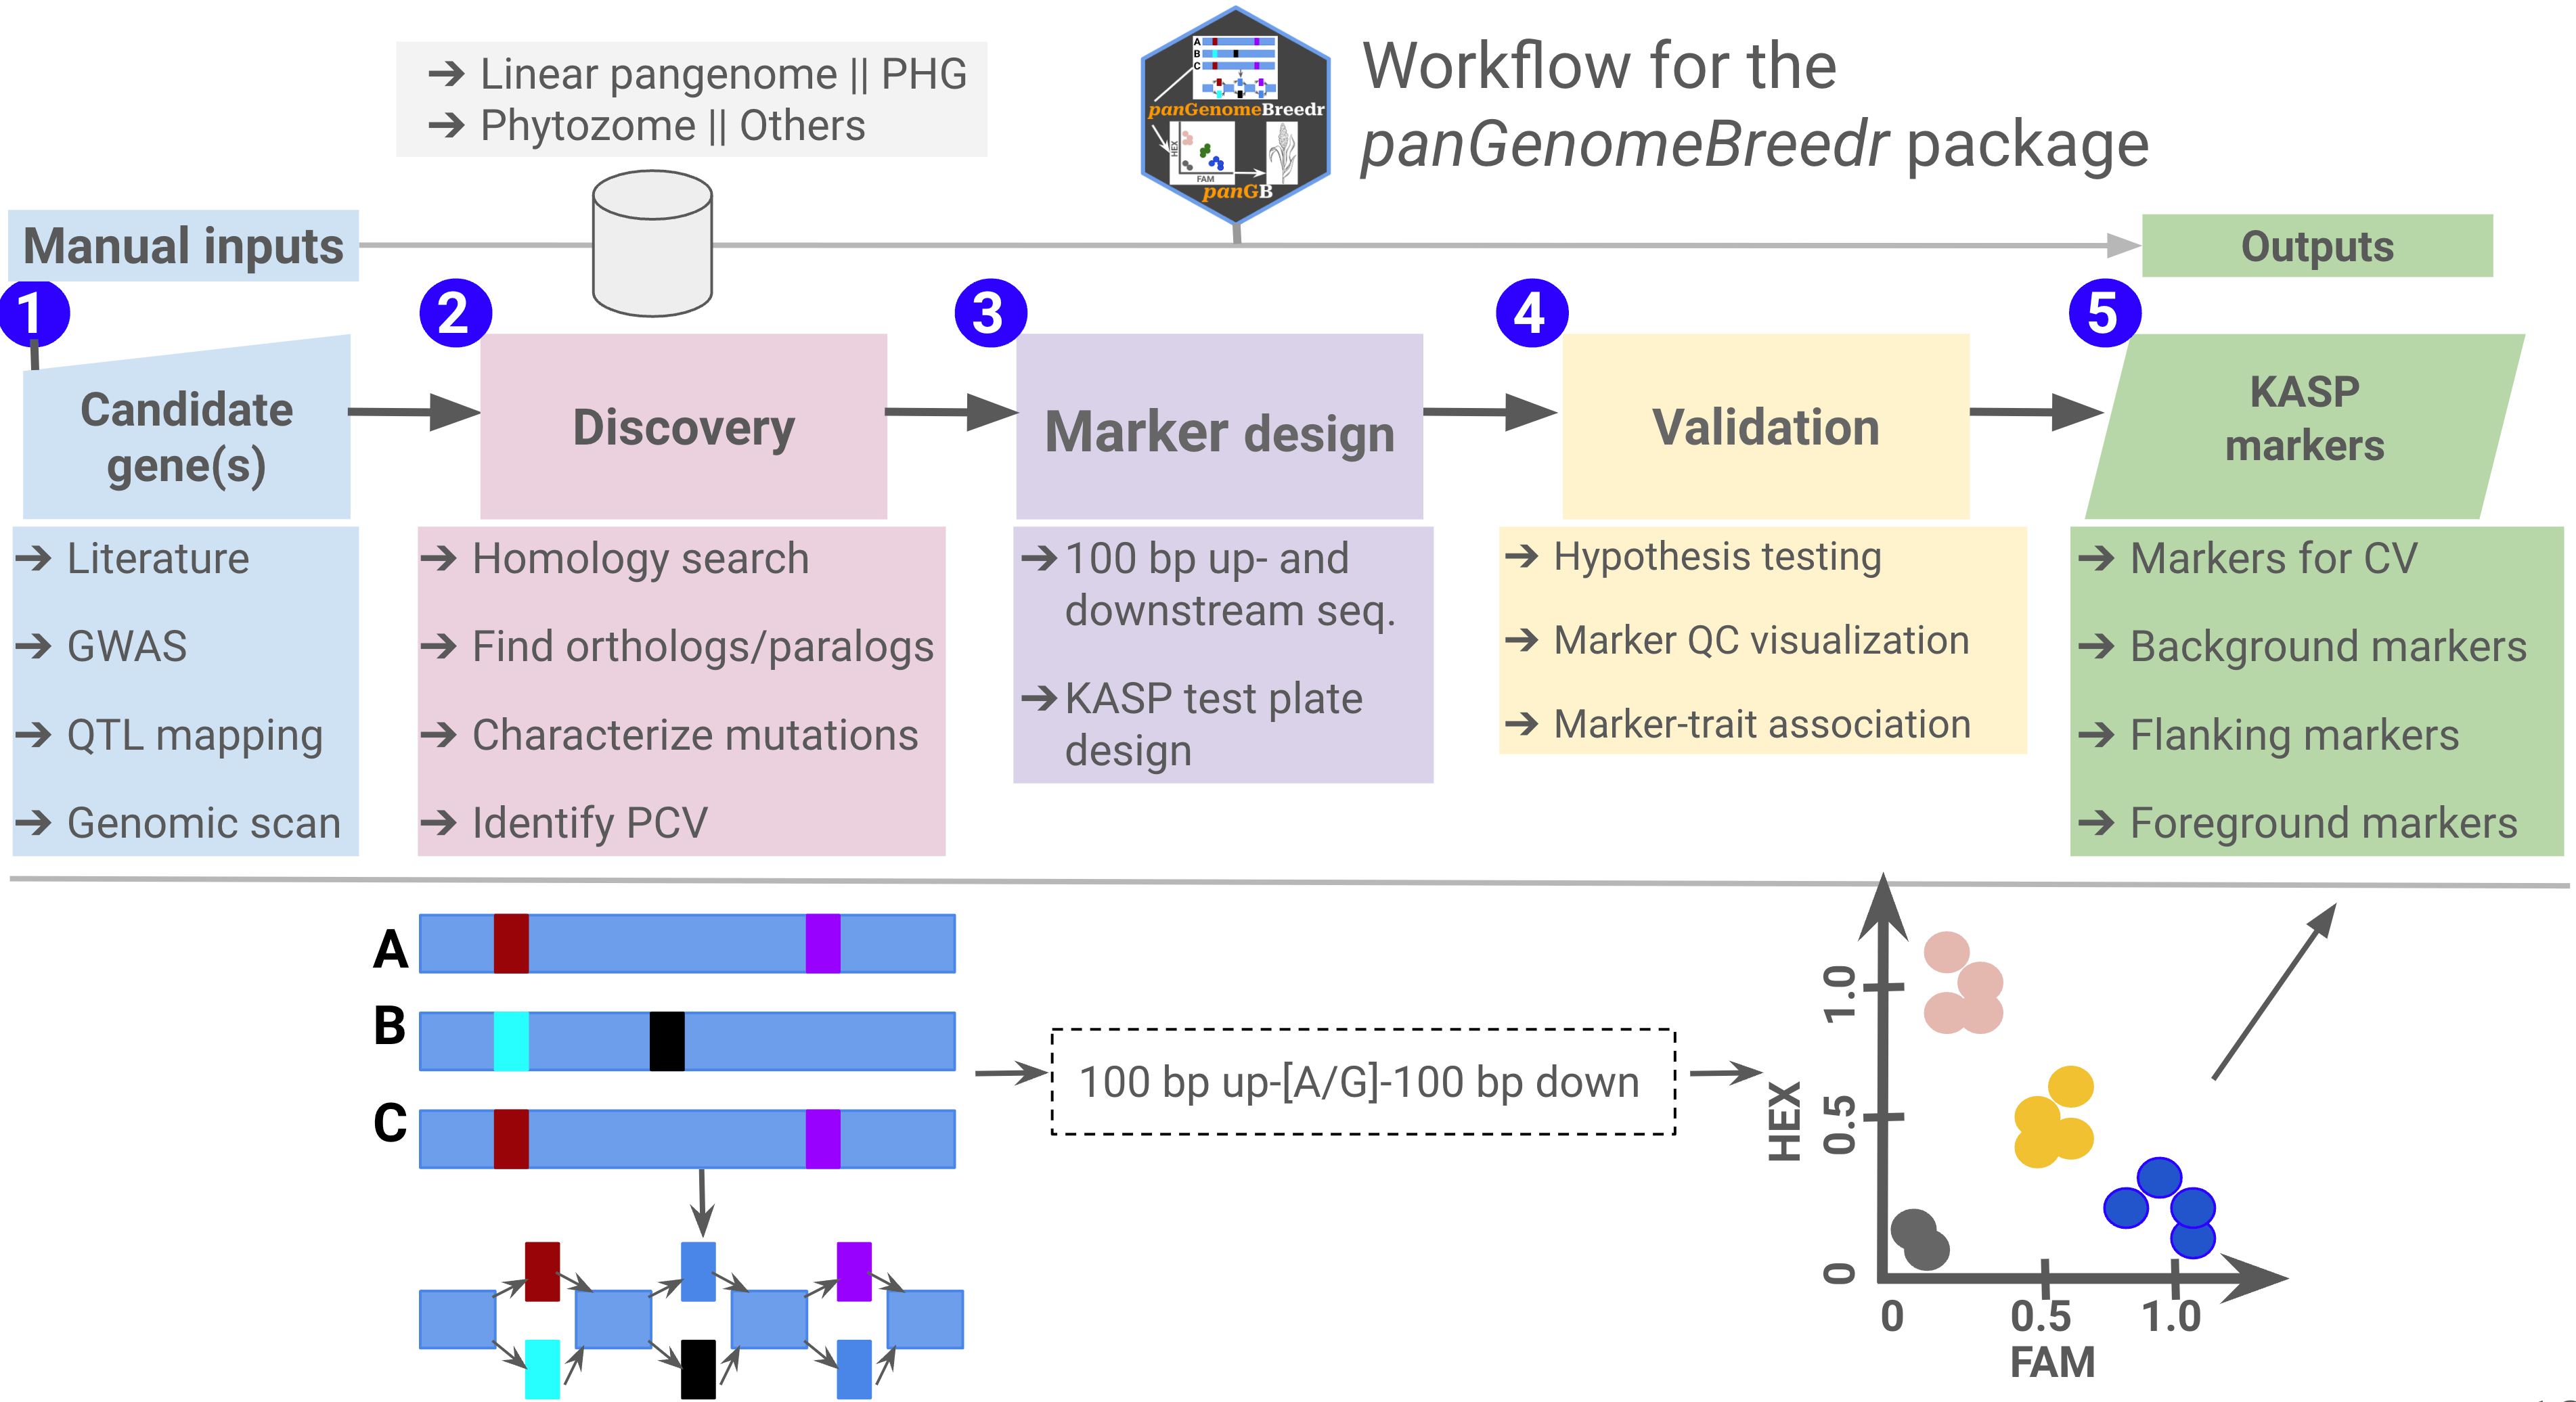 ➔ Linear pangenome || PHG
➔ Phytozome || Others
A
B
C
panGenomeBreedr
HEX
FAM
panGB
Workflow for the
panGenomeBreedr package
Manual inputs
Outputs
1
2
3
4
5
Candidate
gene(s)
Discovery
Marker design
Validation
KASP
markers
➔ Literature
➔ GWAS
➔ QTL mapping
➔ Genomic scan
➔ Homology search
➔ Find orthologs/paralogs
➔ Characterize mutations
➔ Identify PCV
➔ 100 bp up- and
downstream seq.
➔ KASP test plate
design
➔ Hypothesis testing
➔ Marker QC visualization
➔ Marker-trait association
➔ Markers for CV
➔ Background markers
➔ Flanking markers
➔ Foreground markers
A
B
C
100 bp up-[A/G]-100 bp down
HEX
1.0
0.5
0
0
0.5
1.0
FAM